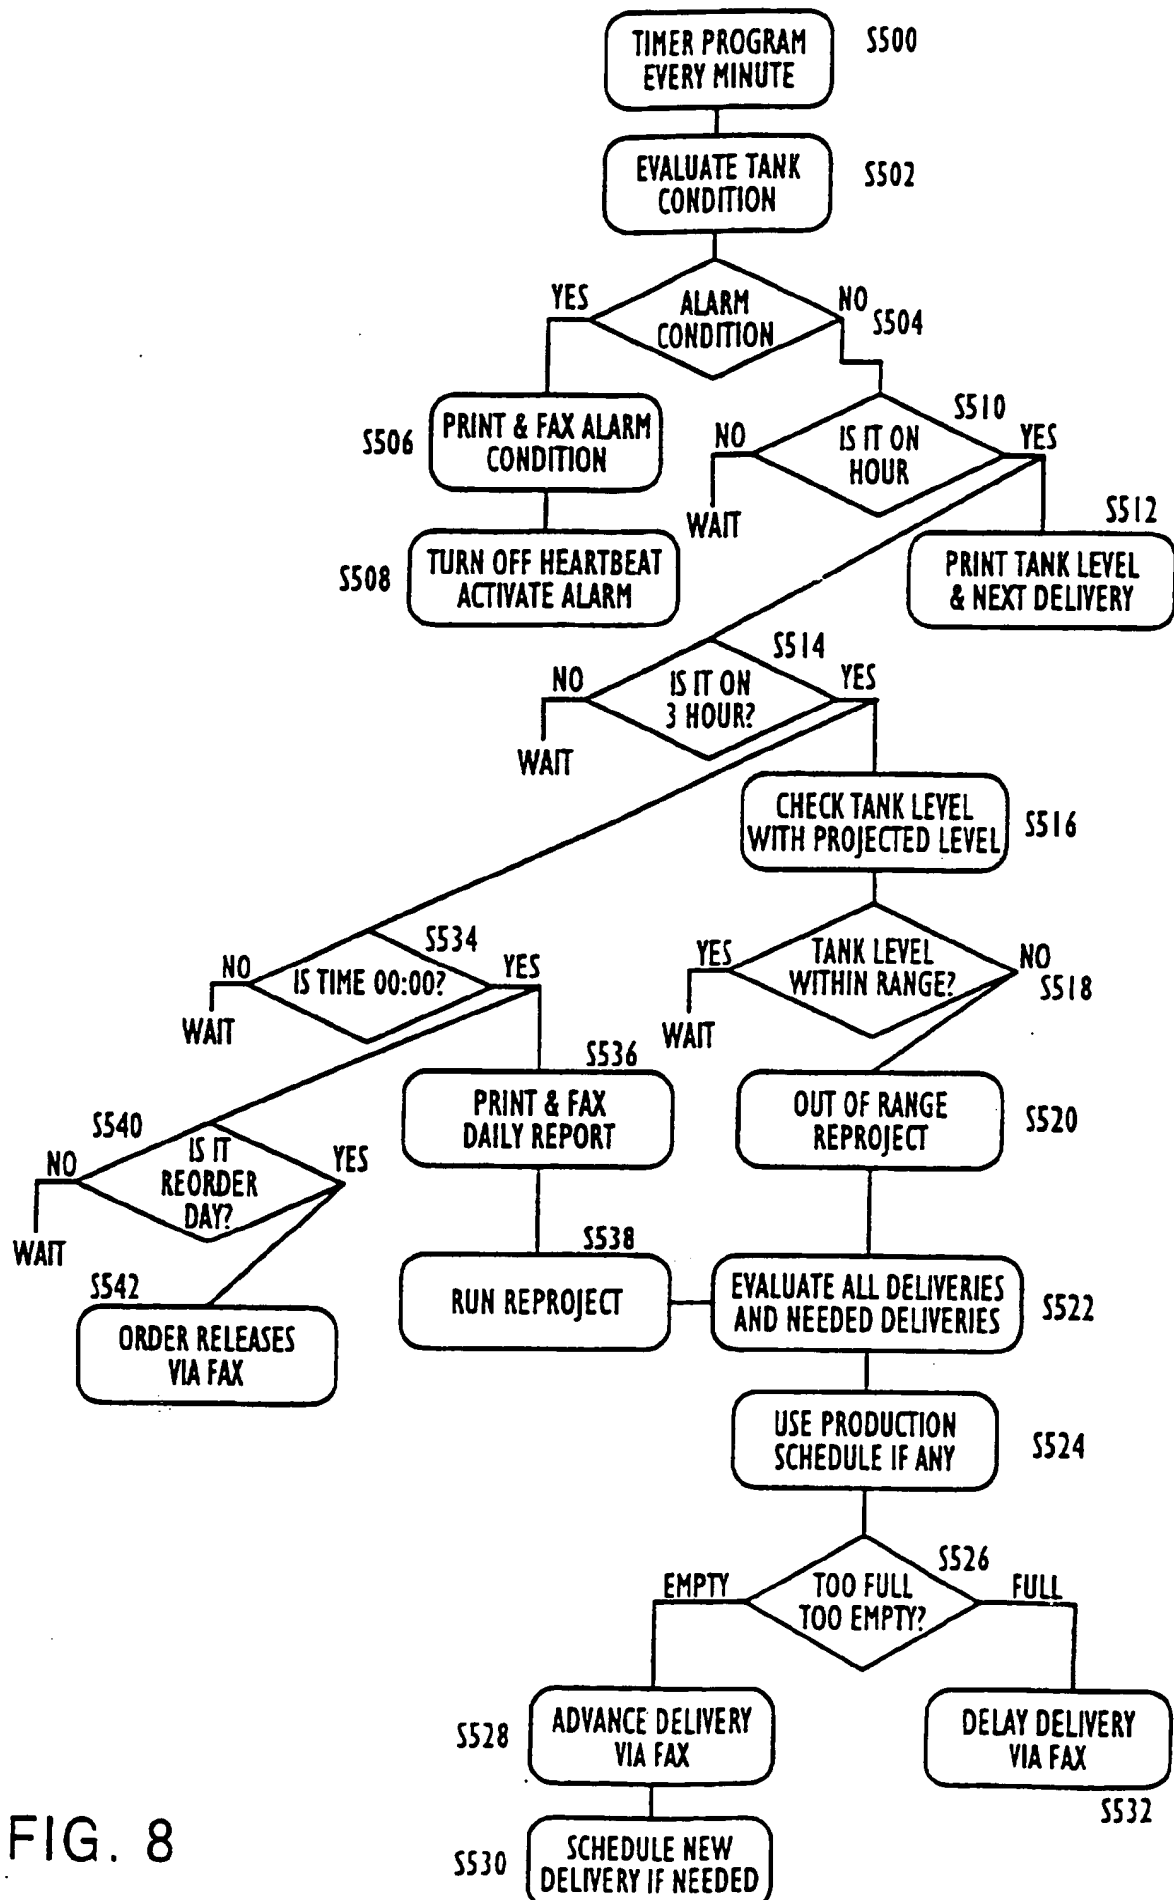 TIMER PROGRAM
EVERY MINUTE
S500
EVALUATE TANK
CONDITION
S502
YES
ALARM
CONDITION
NO
S504
S506
PRINT & FAX ALARM
CONDITION
NO
IS IT ON
HOUR
S510
YES
WAIT
S508
TURN OFF HEARTBEAT
ACTIVATE ALARM
S512
PRINT TANK LEVEL
& NEXT DELIVERY
NO
IS IT ON
3 HOUR?
S514
YES
WAIT
CHECK TANK LEVEL
WITH PROJECTED LEVEL
S516
NO
IS TIME 00:00?
S534
YES
WAIT
YES
TANK LEVEL
WITHIN RANGE?
NO
S518
WAIT
S536
PRINT & FAX
DAILY REPORT
OUT OF RANGE
REPROJECT
S520
S540
NO
IS IT
REORDER
DAY?
YES
WAIT
S538
RUN REPROJECT
EVALUATE ALL DELIVERIES
AND NEEDED DELIVERIES
S522
S542
ORDER RELEASES
VIA FAX
USE PRODUCTION
SCHEDULE IF ANY
S524
EMPTY
TOO FULL
TOO EMPTY?
S526
FULL
S528
ADVANCE DELIVERY
VIA FAX
DELAY DELIVERY
VIA FAX
S532
S530
SCHEDULE NEW
DELIVERY IF NEEDED
FIG. 8